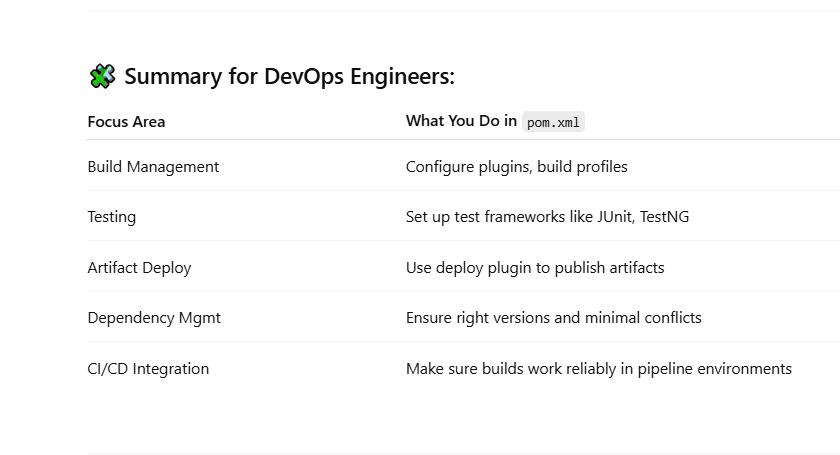 Summary for DevOps Engineers:
Focus Area What You Do in pom.xml
Build Management Configure plugins, build profiles
Testing Set up test frameworks like JUnit, TestNG
Artifact Deploy Use deploy plugin to publish artifacts
Dependency Mgmt Ensure right versions and minimal conflicts
CI/CD Integration Make sure builds work reliably in pipeline environments